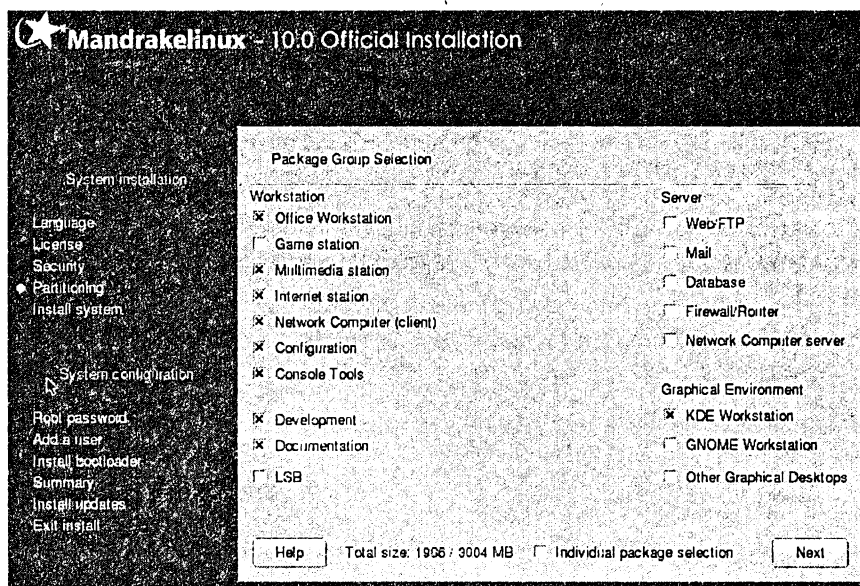 Mandrakelinux - 10.0 Official Installation
System installation
Language
License
Security
Partitioning
Install system
System configuration
Root password
Add a user
Install bootloader
Summary
Install updates
Exit install
Package Group Selection
Workstation
Office Workstation
Game station
Multimedia station
Internet station
Network Computer (client)
Configuration
Console Tools
Development
Documentation
LSB
Server
Web/FTP
Mail
Database
Firewall/Router
Network Computer server
Graphical Environment
KDE Workstation
GNOME Workstation
Other Graphical Desktops
Help
Total size: 1906 / 3004 MB
Individual package selection
Next